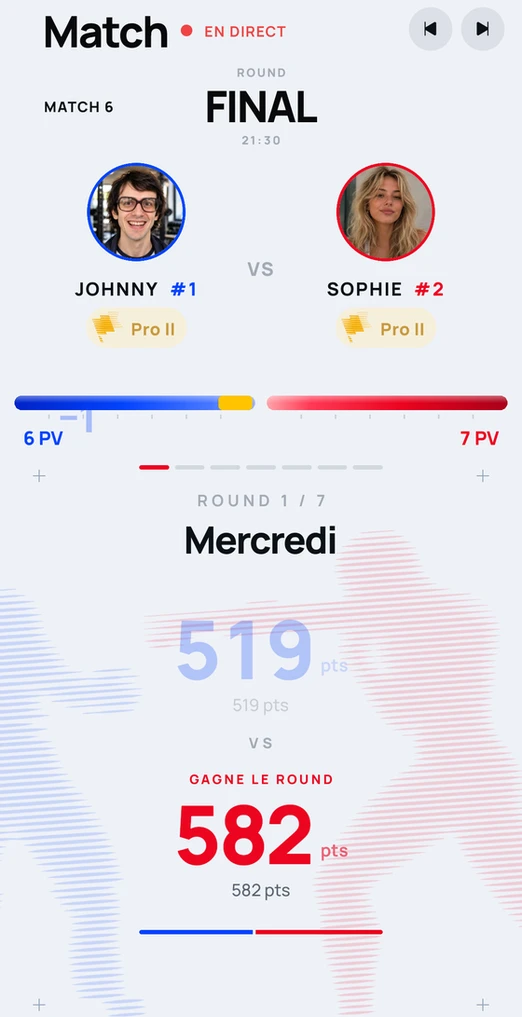 Match EN DIRECT
ROUND
MATCH 6
FINAL
21:30
VS
JOHNNY #1
SOPHIE #2
Pro II
Pro II
-1
6 PV
7 PV
ROUND 1 / 7
Mercredi
519 pts
519 pts
VS
GAGNE LE ROUND
582 pts
582 pts